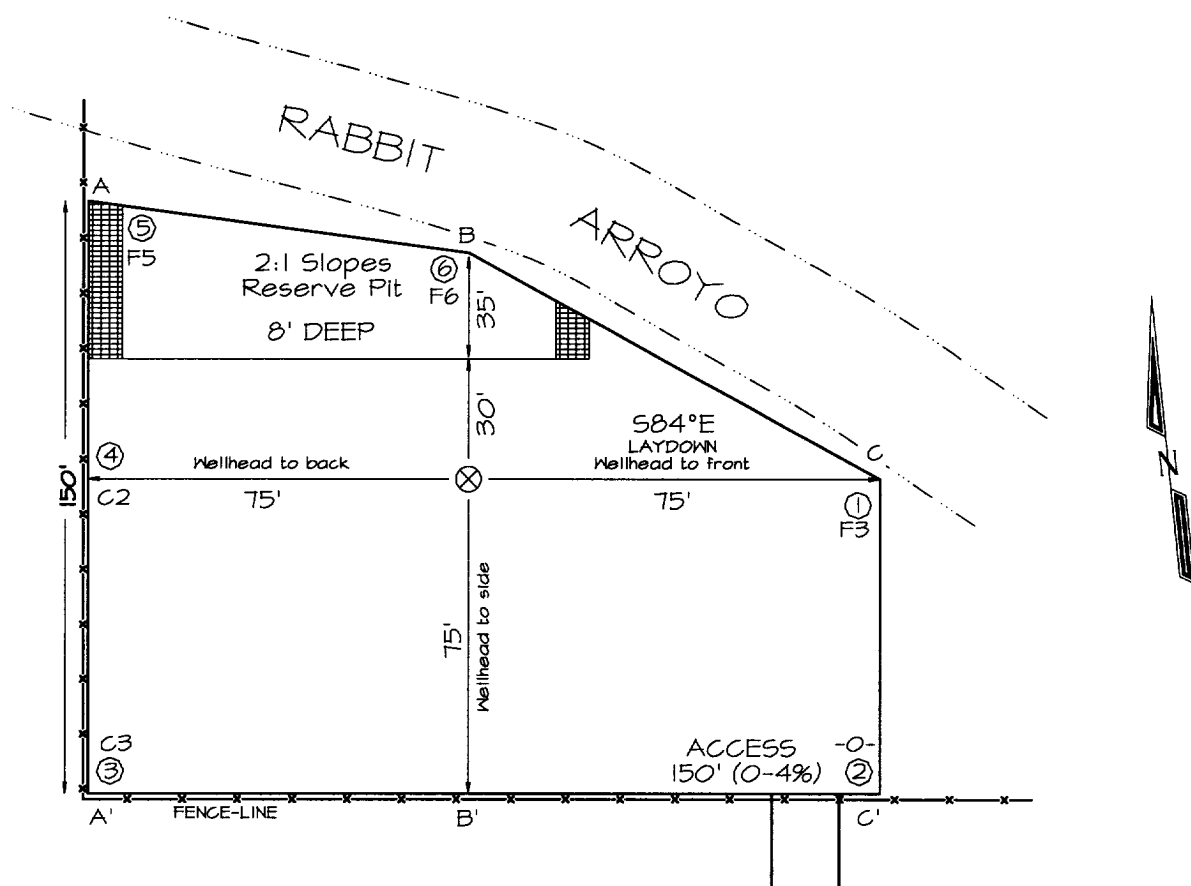 RABBIT
ARROYO
A
B
5
F5
2:1 Slopes
Reserve Pit
8' DEEP
6
F6
35'
30'
S84°E
LAYDOWN
Wellhead to front
75'
C
1
F3
150'
4
C2
Wellhead to back
75'
N
75'
Wellhead to side
C3
3
ACCESS
150' (0-4%)
-0-
2
A'
FENCE-LINE
B'
C'